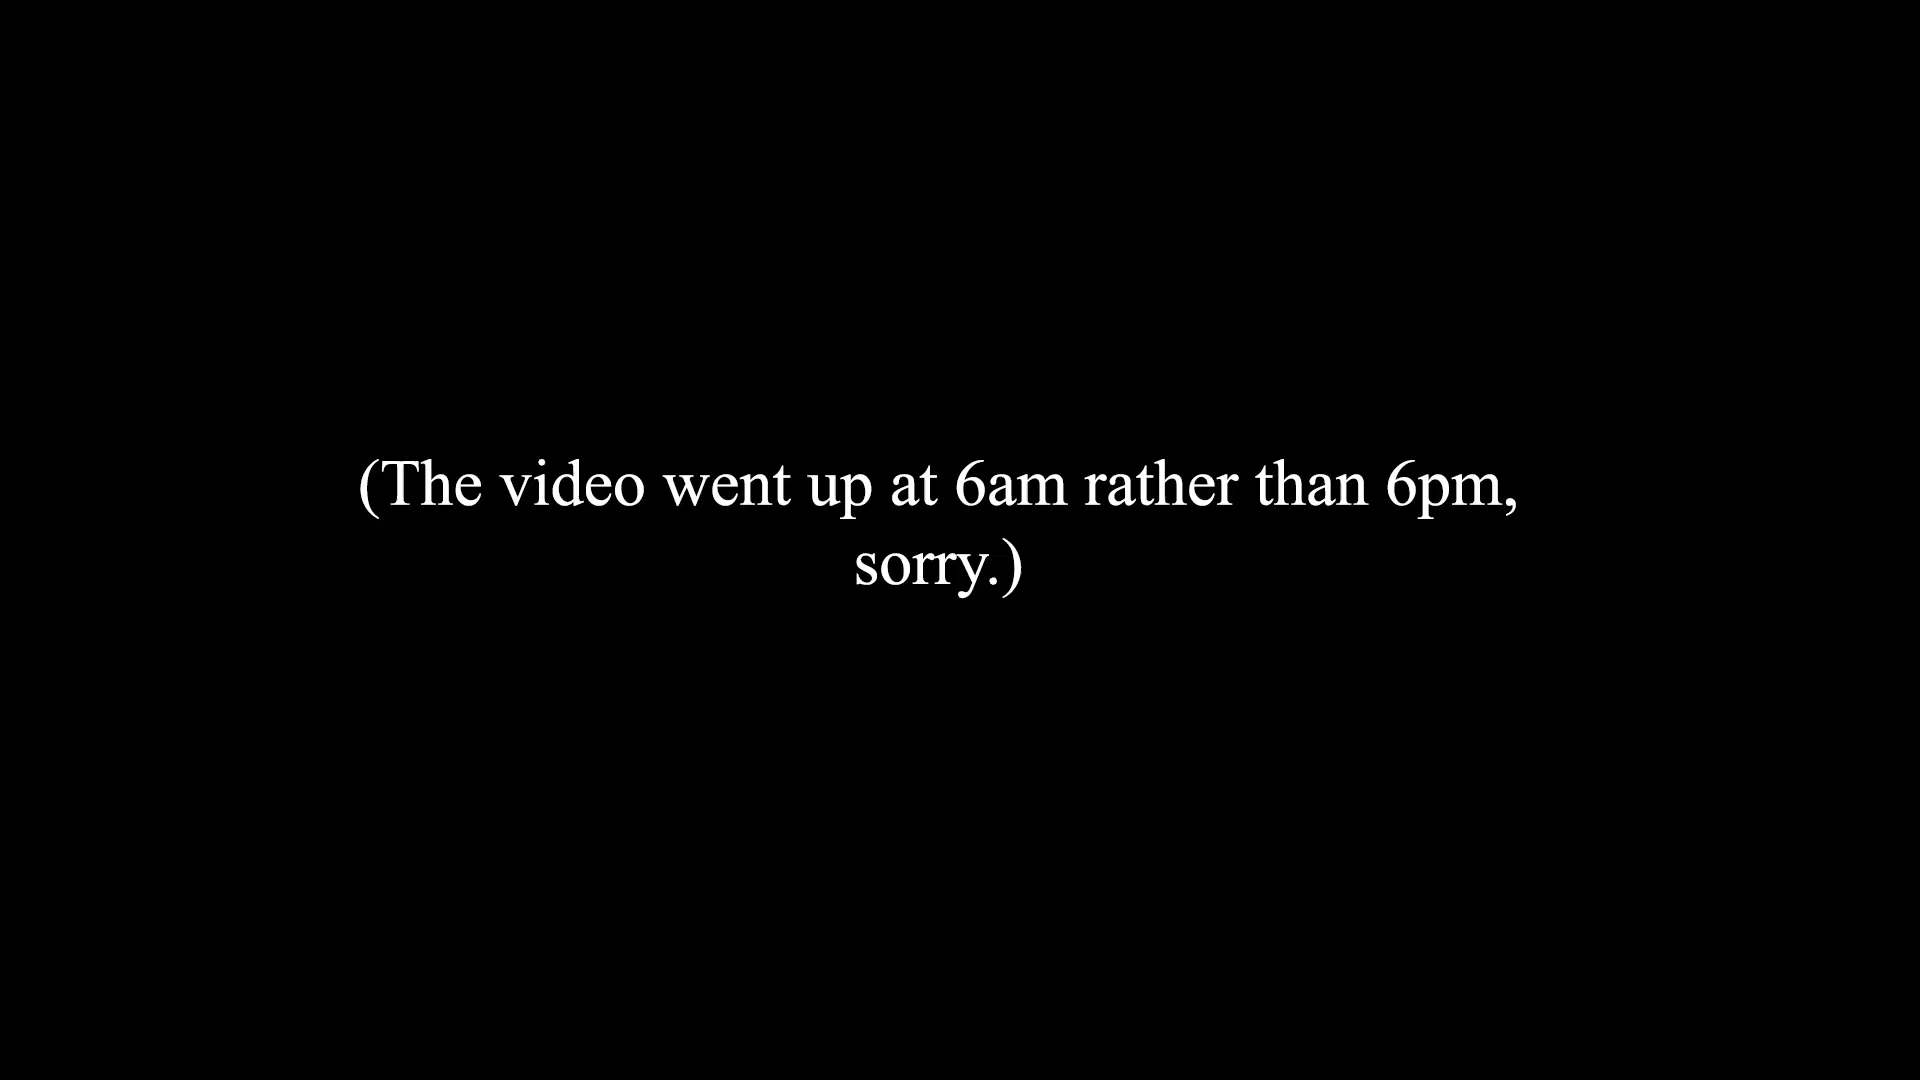 (The video went up at 6am rather than 6pm,
sorry.)